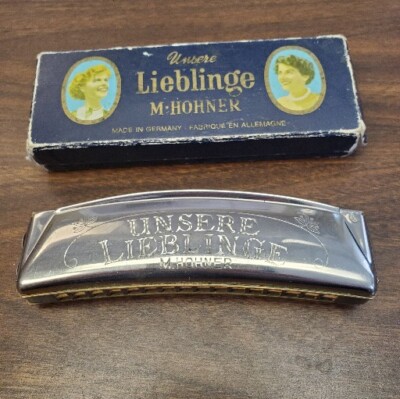 Unsere
Lieblinge
M·HOHNER
MADE IN GERMANY · FABRIQUÉ EN ALLEMAGNE
UNSERE
LIEBLINGE
M.HOHNER